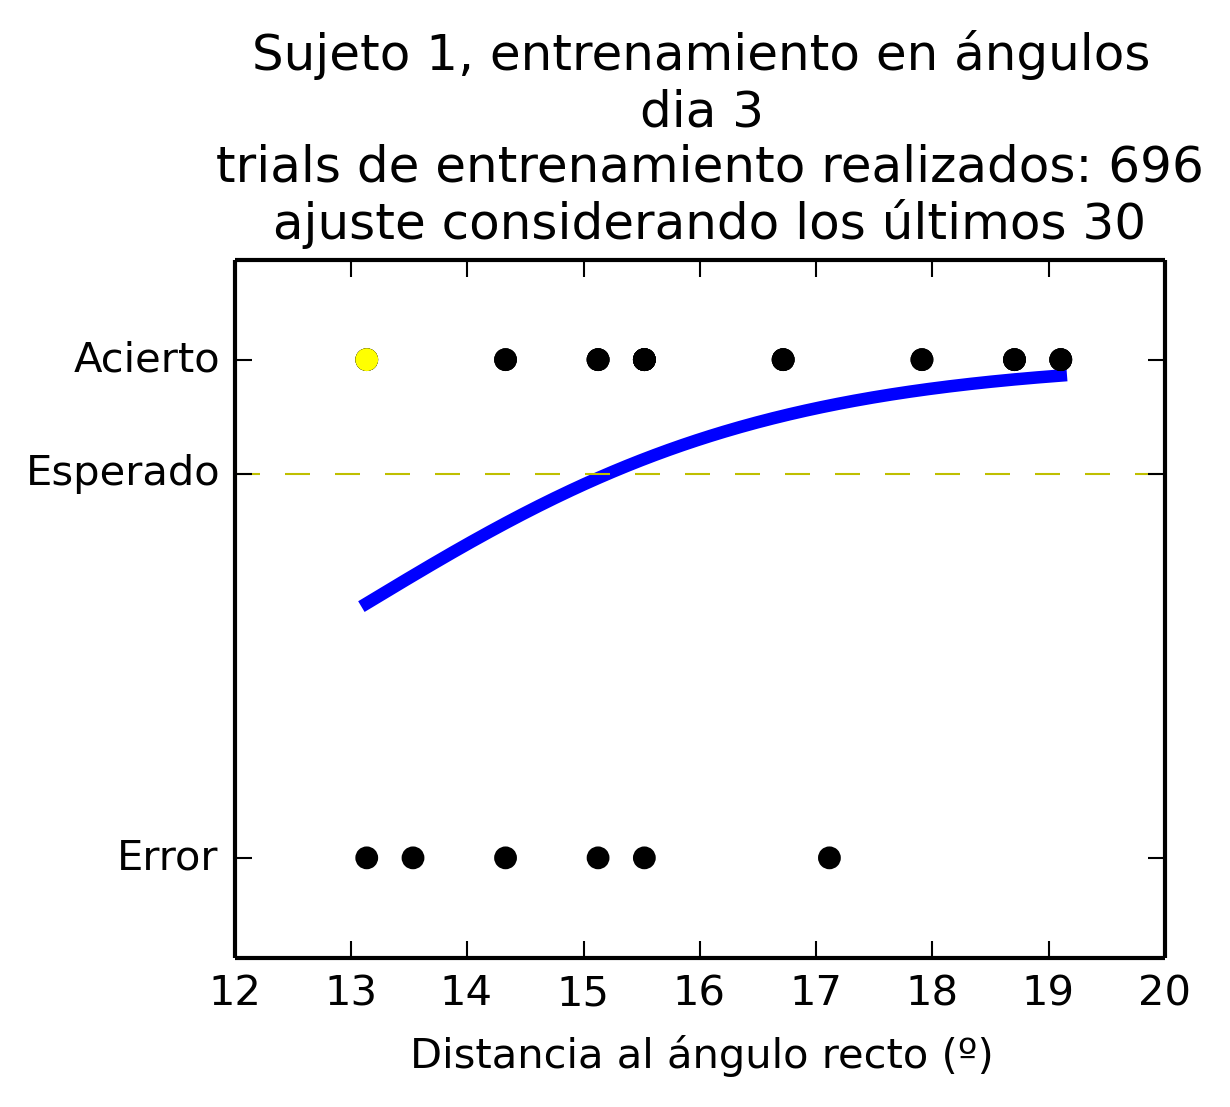 Sujeto 1, entrenamiento en ángulos
dia 3
trials de entrenamiento realizados: 696
ajuste considerando los últimos 30
Acierto
Esperado
Error
12 13 14 15 16 17 18 19 20
Distancia al ángulo recto (º)